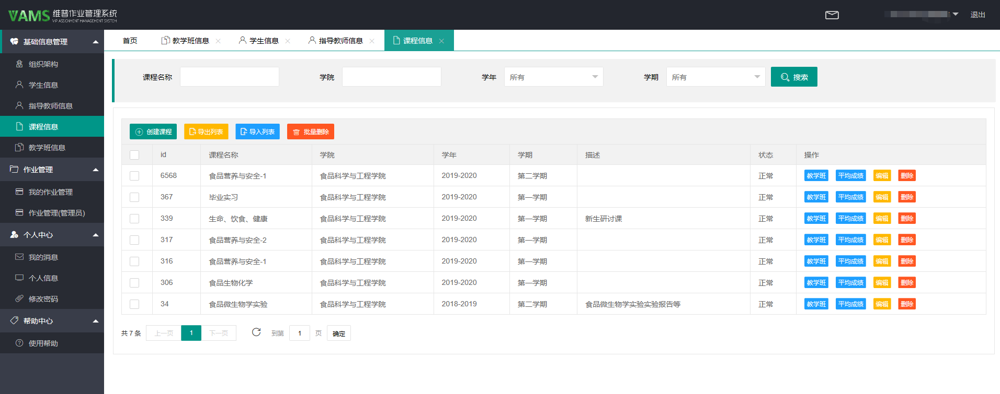 VAMS 维普作业管理系统
VIP ASSIGNMENT MANAGEMENT SYSTEM
退出
基础信息管理
组织架构
学生信息
指导教师信息
课程信息
教学班信息
作业管理
我的作业管理
作业管理(管理员)
个人中心
我的消息
个人信息
修改密码
帮助中心
使用帮助
首页 教学班信息 学生信息 指导教师信息 课程信息
课程名称 学院 学年 所有 学期 所有 搜索
创建课程 导出列表 导入列表 批量删除
id 课程名称 学院 学年 学期 描述 状态 操作
6568 食品营养与安全-1 食品科学与工程学院 2019-2020 第二学期 正常 教学班 平均成绩 编辑 删除
367 毕业实习 食品科学与工程学院 2019-2020 第一学期 正常 教学班 平均成绩 编辑 删除
339 生命、饮食、健康 食品科学与工程学院 2019-2020 第一学期 新生研讨课 正常 教学班 平均成绩 编辑 删除
317 食品营养与安全-2 食品科学与工程学院 2019-2020 第一学期 正常 教学班 平均成绩 编辑 删除
316 食品营养与安全-1 食品科学与工程学院 2019-2020 第一学期 正常 教学班 平均成绩 编辑 删除
306 食品生物化学 食品科学与工程学院 2019-2020 第一学期 正常 教学班 平均成绩 编辑 删除
34 食品微生物学实验 食品科学与工程学院 2018-2019 第二学期 食品微生物学实验实验报告等 正常 教学班 平均成绩 编辑 删除
共 7 条 上一页 1 下一页 到第 1 页 确定